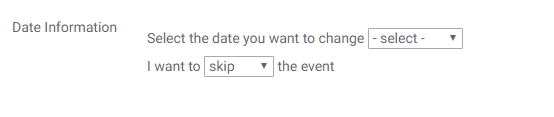 Date Information
Select the date you want to change - select -
I want to skip the event